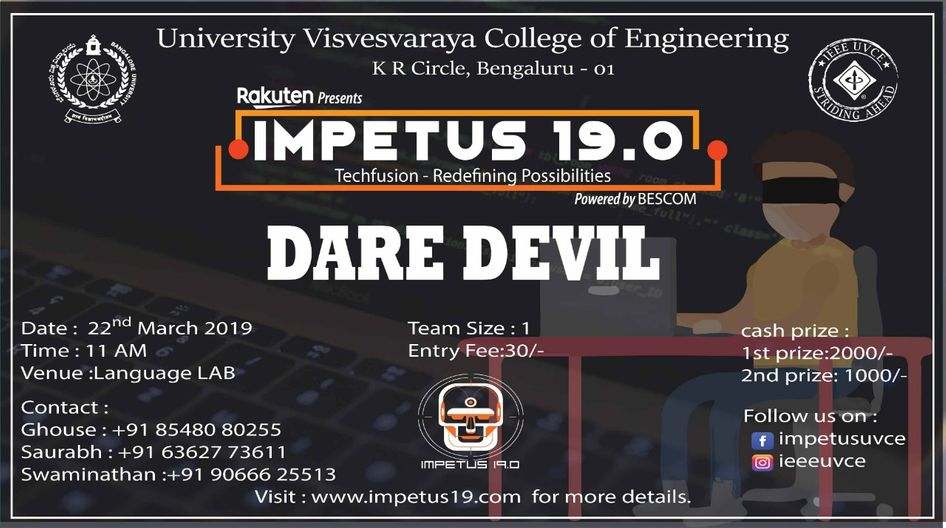 University Visvesvaraya College of Engineering
K R Circle, Bengaluru - 01
BANGALORE UNIVERSITY
IEEE UVCE
STRIDING AHEAD
Rakuten Presents
IMPETUS 19.0
Techfusion - Redefining Possibilities
Powered by BESCOM
DARE DEVIL
Date : 22nd March 2019
Time : 11 AM
Venue :Language LAB
Contact :
Ghouse : +91 85480 80255
Saurabh : +91 63627 73611
Swaminathan :+91 90666 25513
Team Size : 1
Entry Fee:30/-
IMPETUS 19.0
cash prize :
1st prize:2000/-
2nd prize: 1000/-
Follow us on :
impetusuvce
ieeeuvce
Visit : www.impetus19.com for more details.